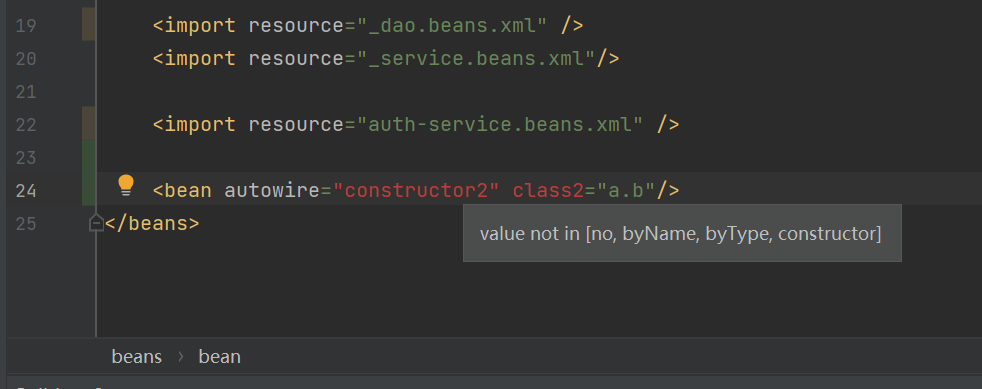 19 <import resource="_dao.beans.xml" />
20 <import resource="_service.beans.xml"/>
21
22 <import resource="auth-service.beans.xml" />
23
24 <bean autowire="constructor2" class2="a.b"/>
25 </beans>
value not in [no, byName, byType, constructor]
beans › bean